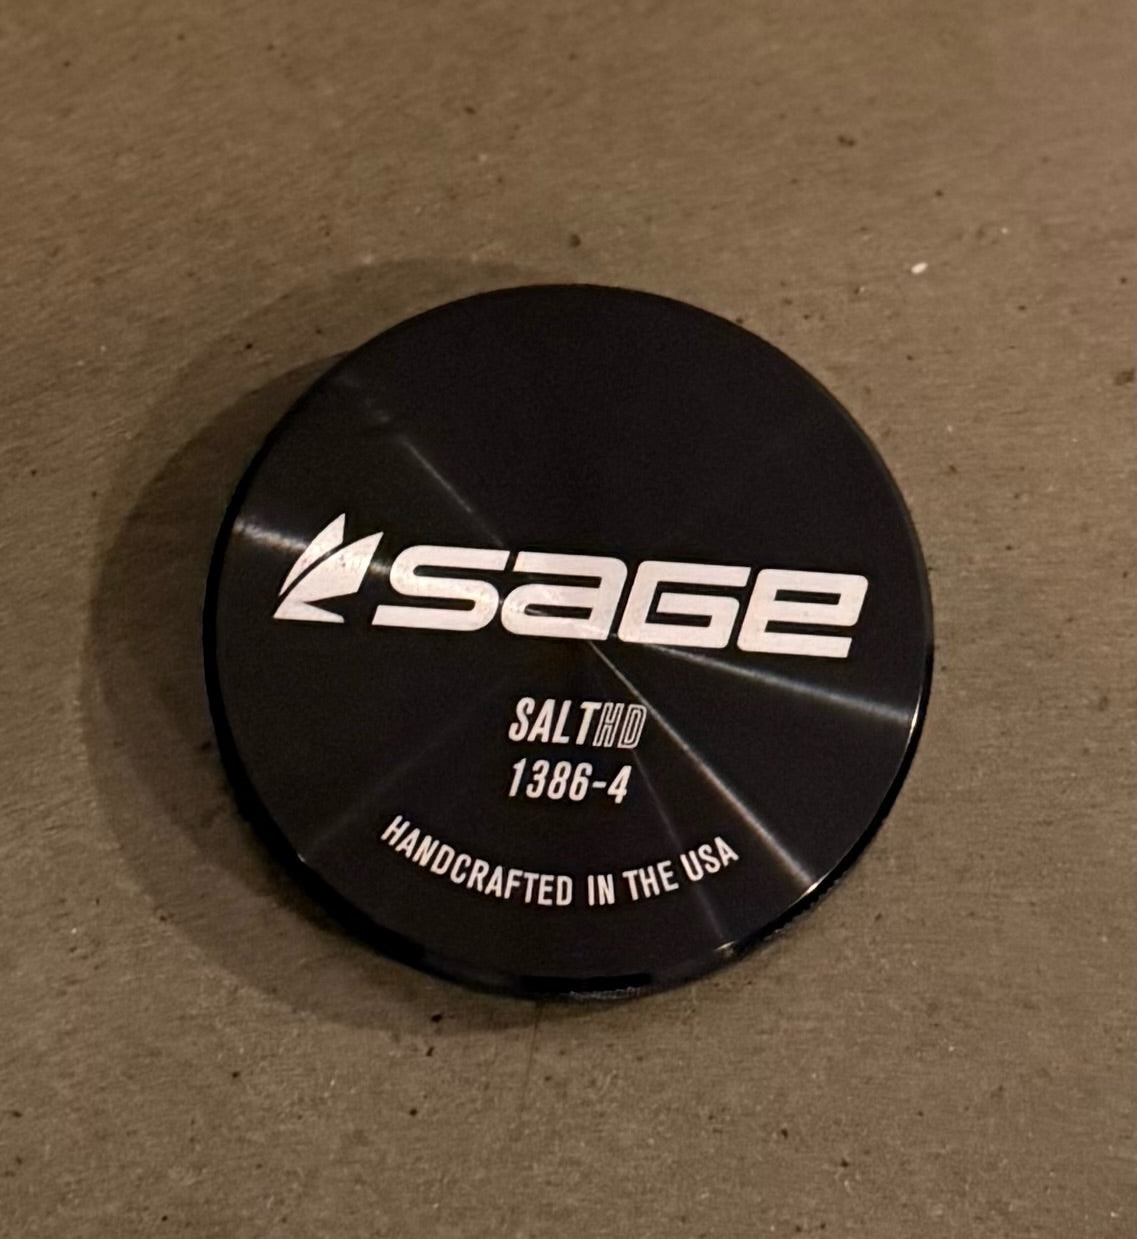 sage
SALTHD
1386-4
HANDCRAFTED IN THE USA